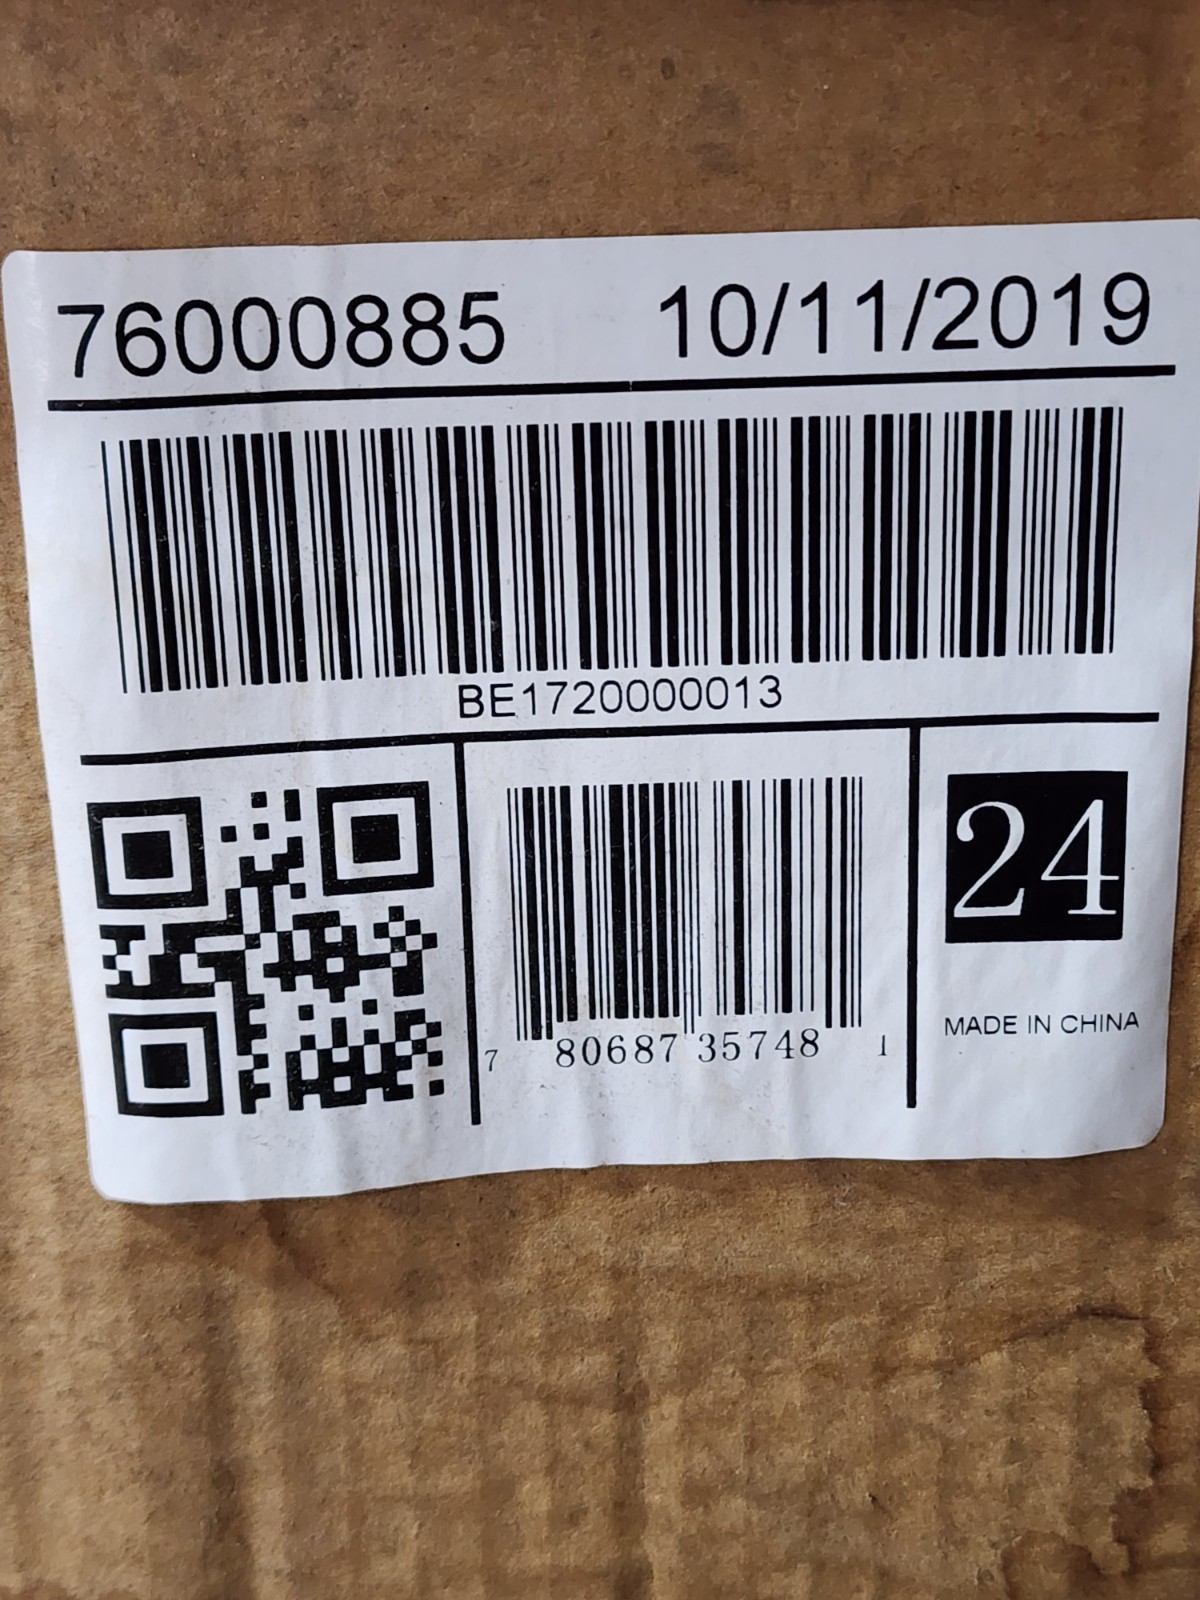 76000885 10/11/2019
BE1720000013
24
MADE IN CHINA
7 80687 35748 1